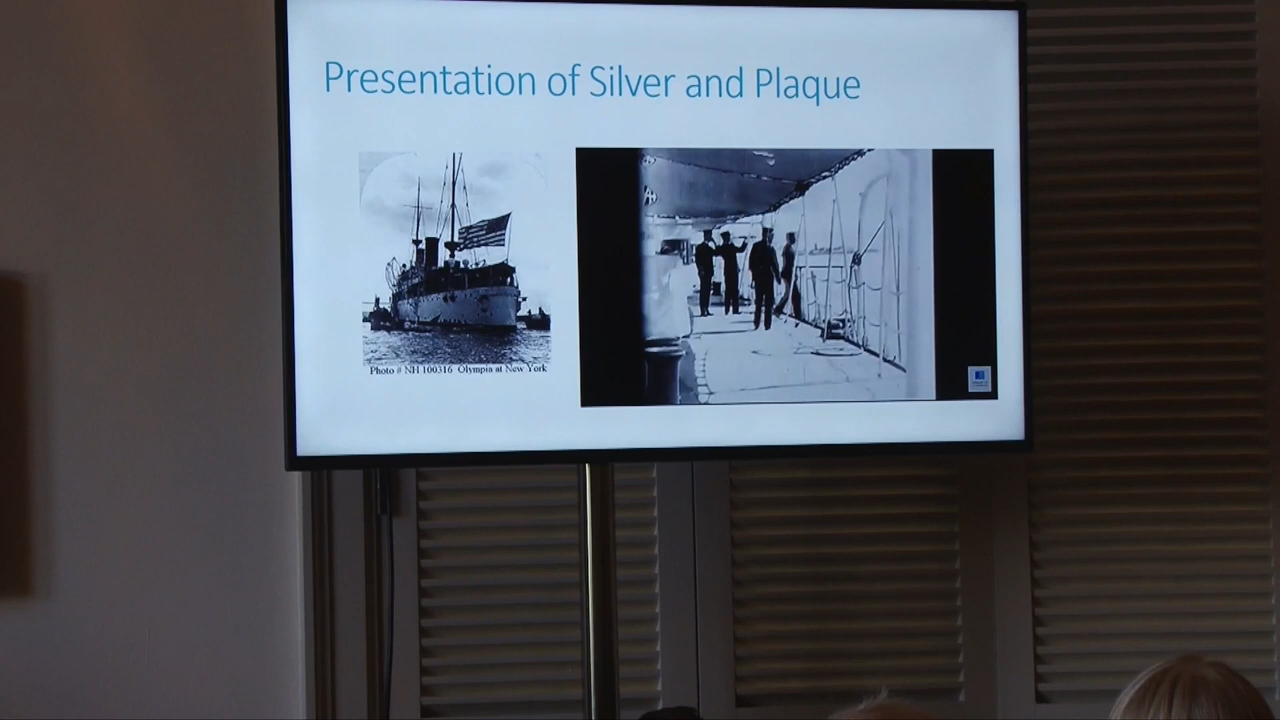 Presentation of Silver and Plaque
Photo # NH 100316 Olympia at New York